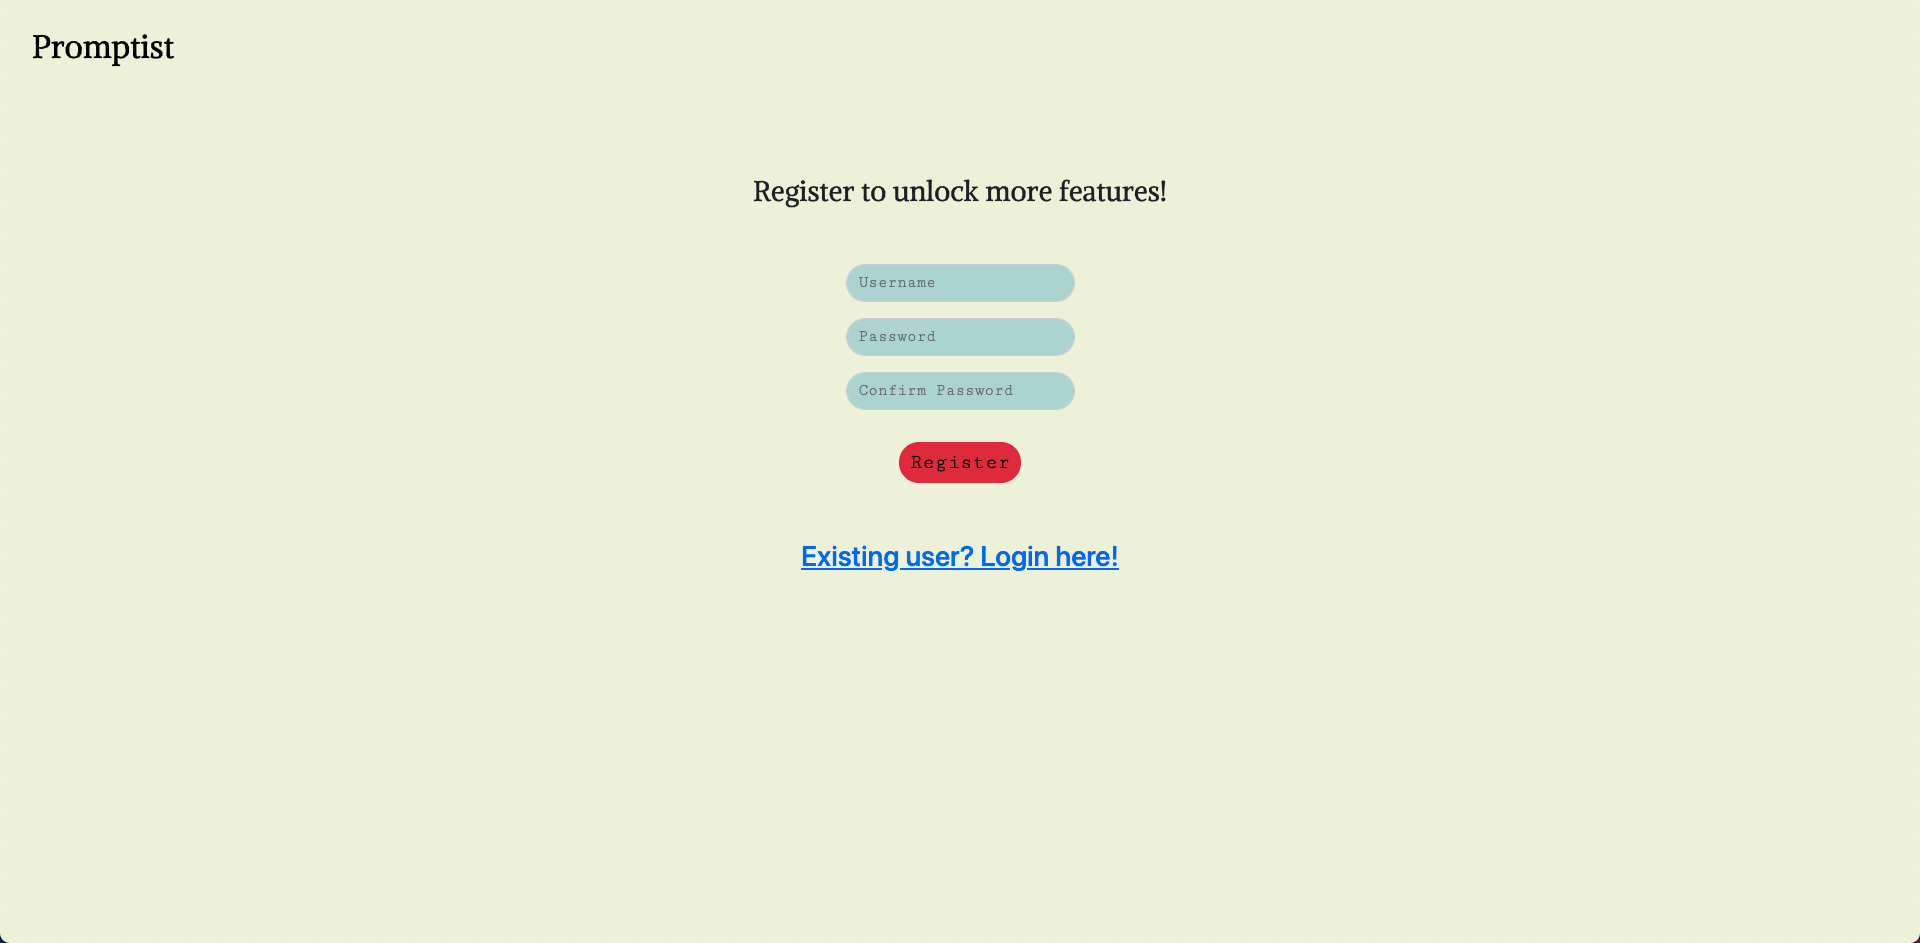 Promptist
Register to unlock more features!
Username
Password
Confirm Password
Register
Existing user? Login here!